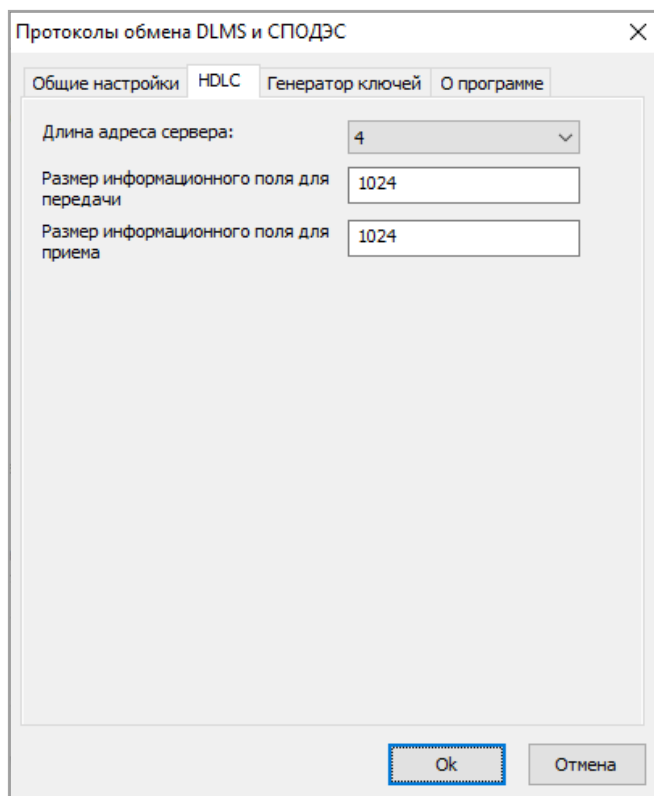 Протоколы обмена DLMS и СПОДЭС
Общие настройки HDLC Генератор ключей О программе
Длина адреса сервера: 4
Размер информационного поля для 1024
передачи
Размер информационного поля для 1024
приема
Ok Отмена